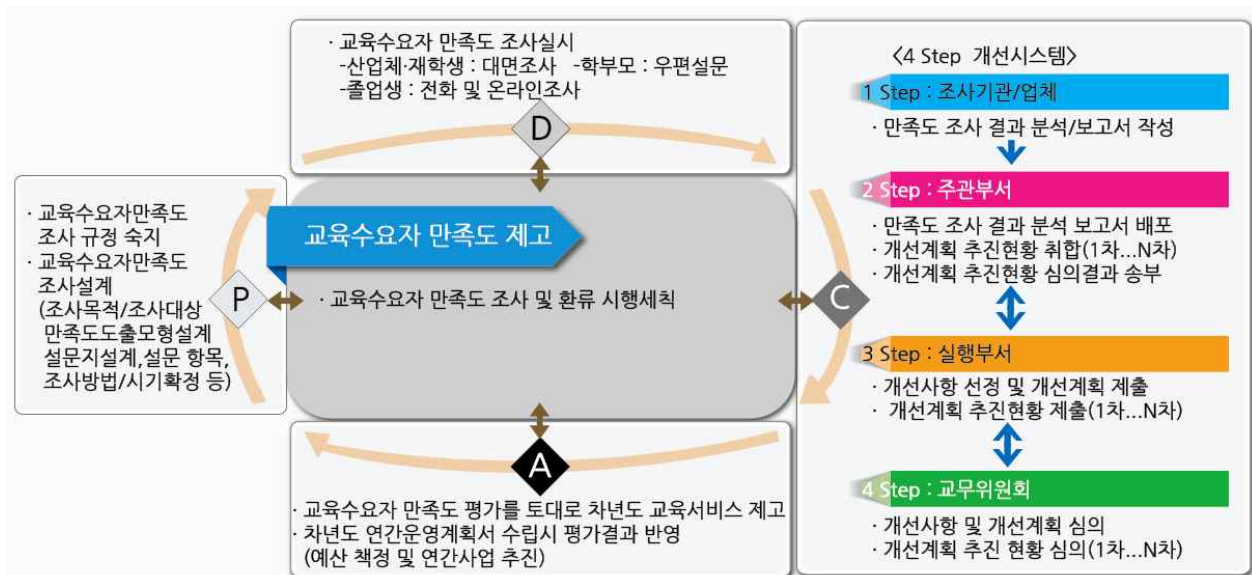 · 교육수요자 만족도 조사실시
-산업체·재학생 : 대면조사 -학부모 : 우편설문
-졸업생 : 전화 및 온라인조사
D
· 교육수요자만족도
조사 규정 숙지
· 교육수요자만족도
조사설계
(조사목적/조사대상
만족도도출모형설계
설문지설계,설문 항목,
조사방법/시기확정 등)
P
교육수요자 만족도 제고
· 교육수요자 만족도 조사 및 환류 시행세칙
C
A
· 교육수요자 만족도 평가를 토대로 차년도 교육서비스 제고
· 차년도 연간운영계획서 수립시 평가결과 반영
(예산 책정 및 연간사업 추진)
〈4 Step 개선시스템〉
1 Step : 조사기관/업체
· 만족도 조사 결과 분석/보고서 작성
2 Step : 주관부서
· 만족도 조사 결과 분석 보고서 배포
· 개선계획 추진현황 취합(1차...N차)
· 개선계획 추진현황 심의결과 송부
3 Step : 실행부서
· 개선사항 선정 및 개선계획 제출
· 개선계획 추진현황 제출(1차...N차)
4 Step : 교무위원회
· 개선사항 및 개선계획 심의
· 개선계획 추진 현황 심의(1차...N차)